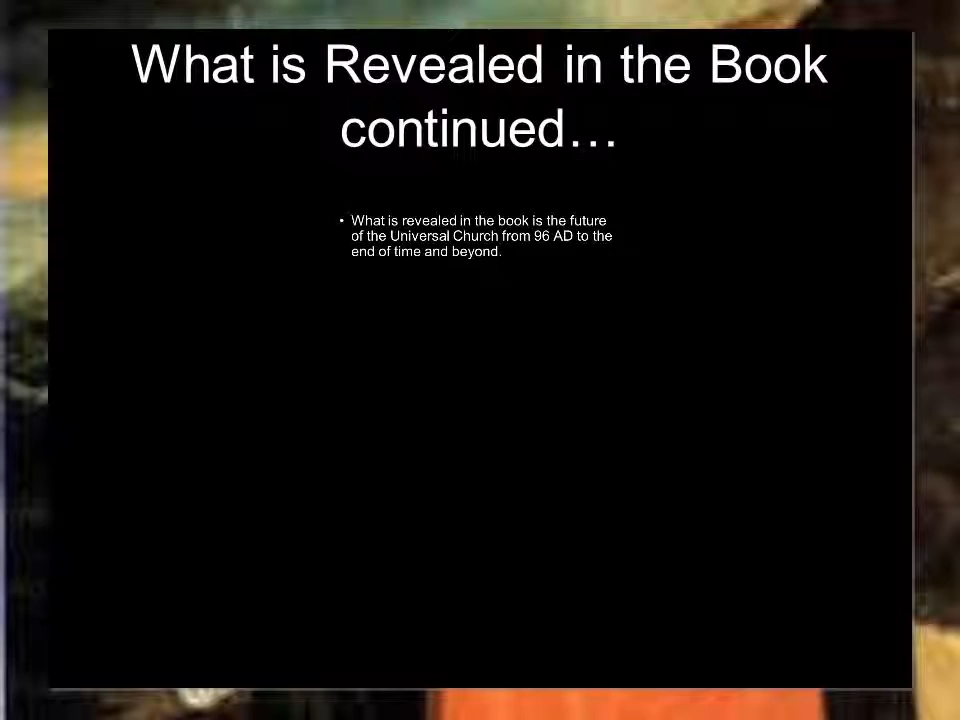 What is Revealed in the Book
continued…
• What is revealed in the book is the future
of the Universal Church from 96 AD to the
end of time and beyond.